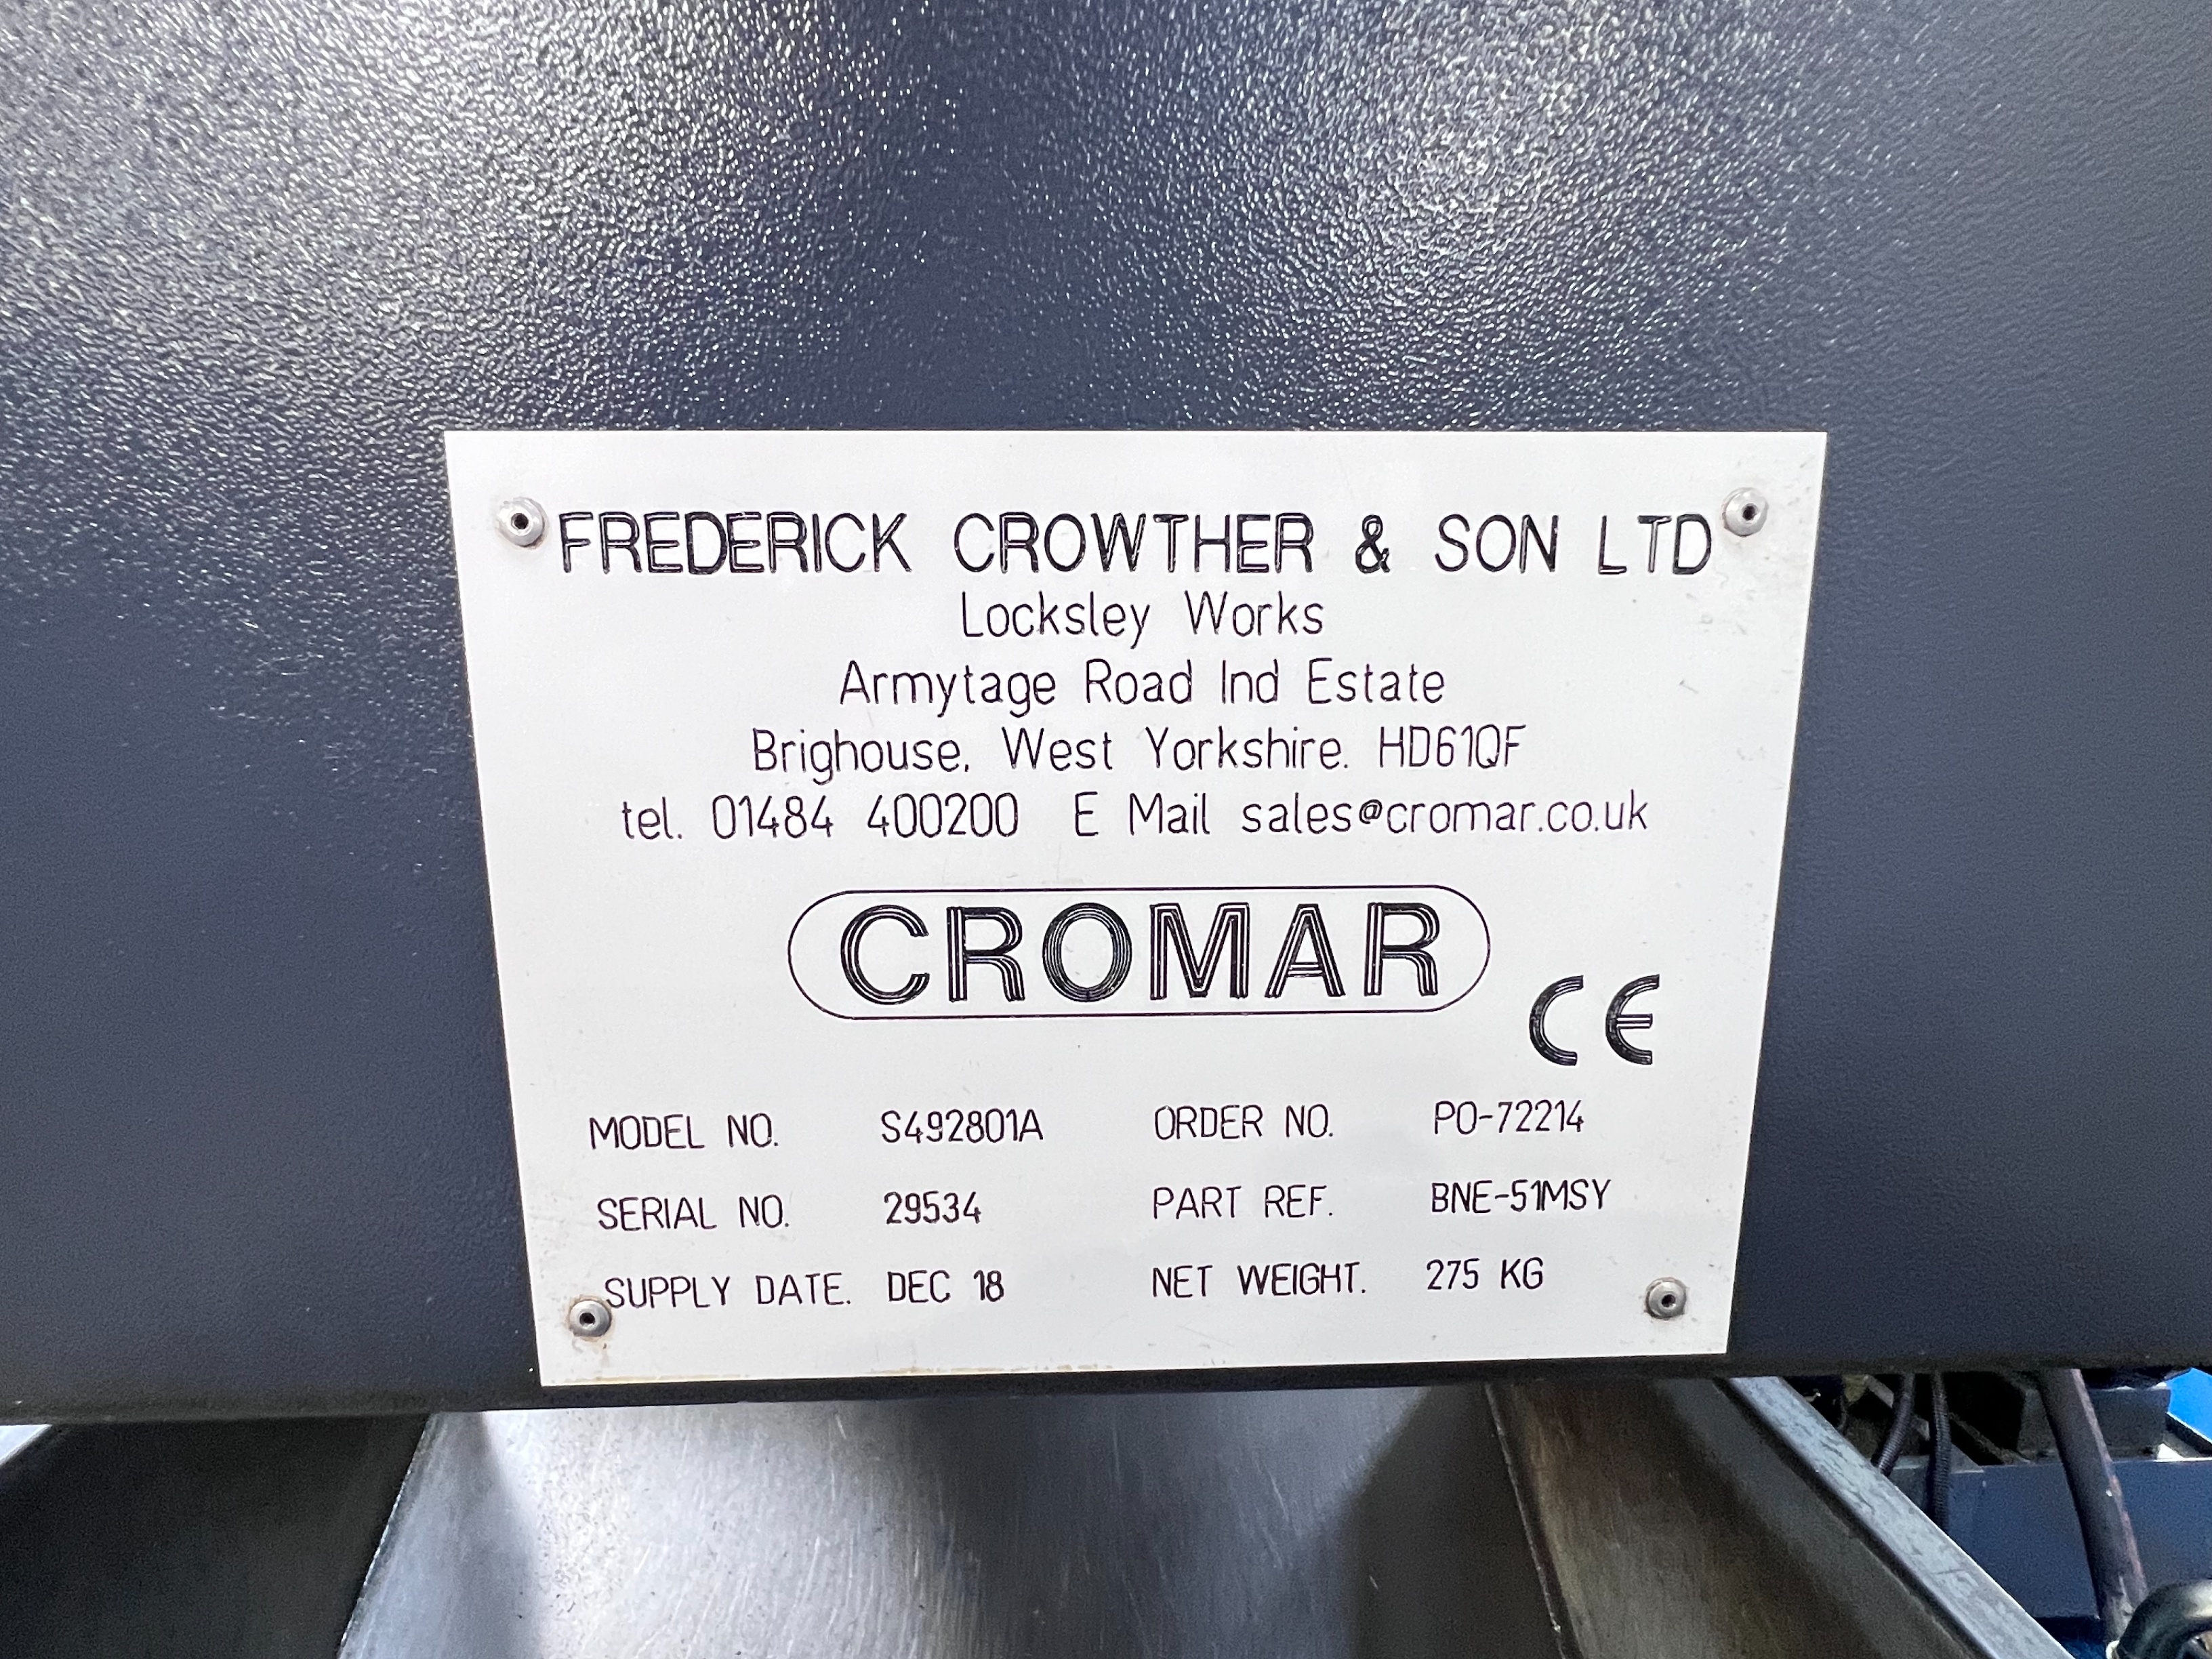 FREDERICK CROWTHER & SON LTD
Locksley Works
Armytage Road Ind Estate
Brighouse, West Yorkshire. HD61QF
tel. 01484 400200 E Mail sales@cromar.co.uk
CROMAR
CE
MODEL NO. S492801A ORDER NO. PO-72214
SERIAL NO. 29534 PART REF. BNE-51MSY
SUPPLY DATE. DEC 18 NET WEIGHT. 275 KG